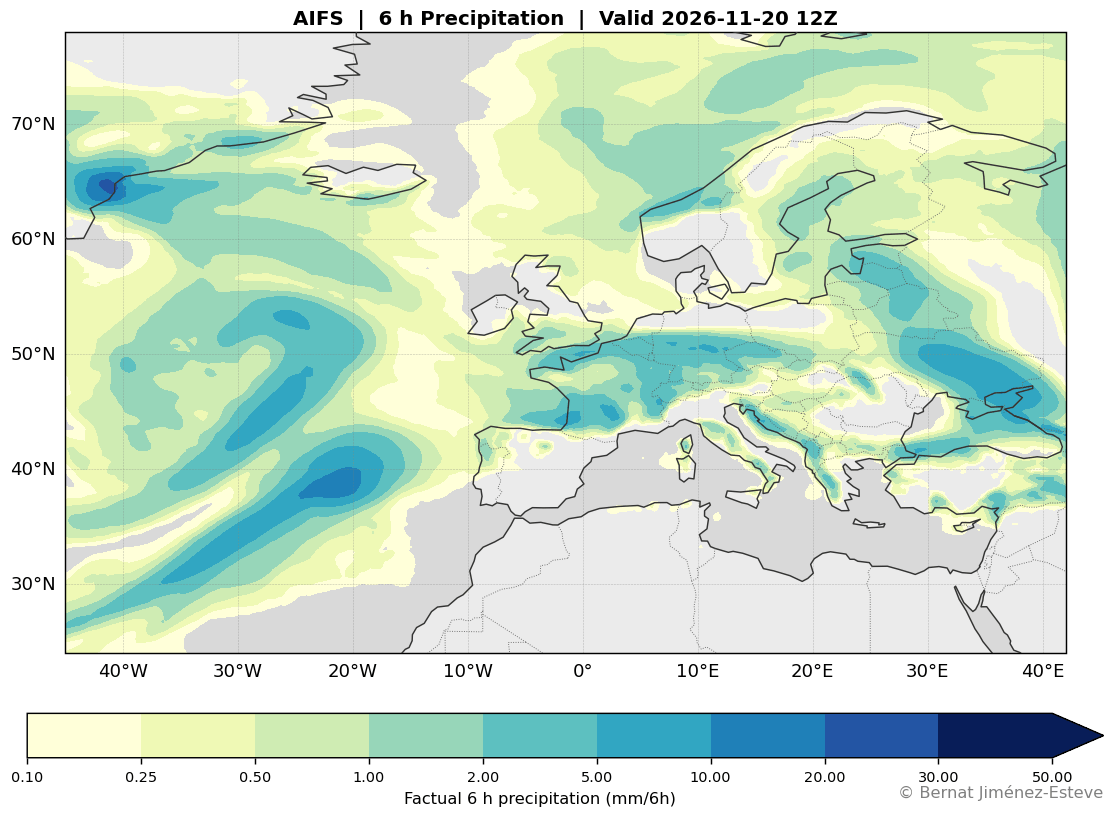 AIFS | 6 h Precipitation | Valid 2026-11-20 12Z
70°N
60°N
50°N
40°N
30°N
40°W 30°W 20°W 10°W 0° 10°E 20°E 30°E 40°E
0.10 0.25 0.50 1.00 2.00 5.00 10.00 20.00 30.00 50.00
Factual 6 h precipitation (mm/6h)
© Bernat Jiménez-Esteve